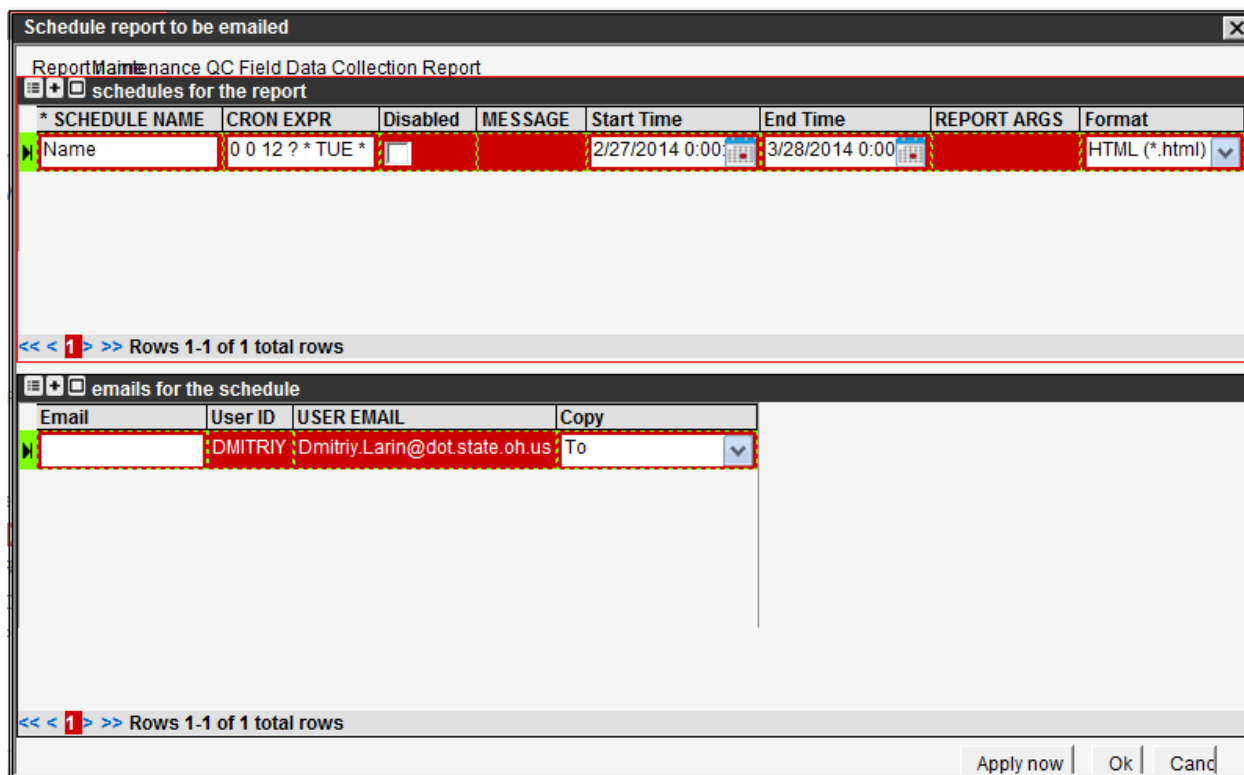 Schedule report to be emailed
Report Maintenance QC Field Data Collection Report
schedules for the report
* SCHEDULE NAME CRON EXPR Disabled MESSAGE Start Time End Time REPORT ARGS Format
Name 0 0 12 ? * TUE * 2/27/2014 0:00: 3/28/2014 0:00 HTML (*.html)
<< < 1 > >> Rows 1-1 of 1 total rows
emails for the schedule
Email User ID USER EMAIL Copy
DMITRIY Dmitriy.Larin@dot.state.oh.us To
<< < 1 > >> Rows 1-1 of 1 total rows
Apply now Ok Canc